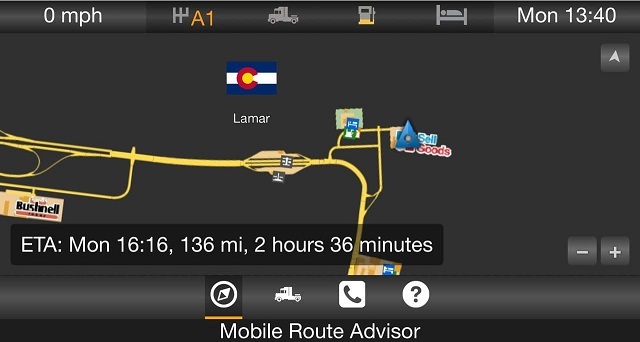 0 mph
A1
Mon 13:40
Lamar
Sell
Goods
Bushnell
ETA: Mon 16:16, 136 mi, 2 hours 36 minutes
Mobile Route Advisor